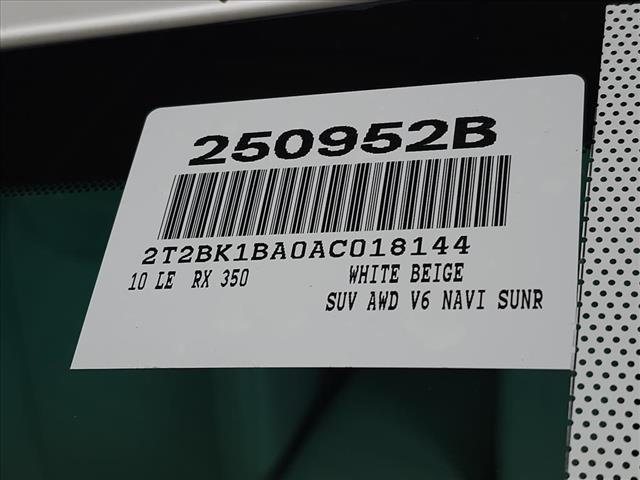 250952B
2T2BK1BA0AC018144
10 LE RX 350 WHITE BEIGE
SUV AWD V6 NAVI SUNR